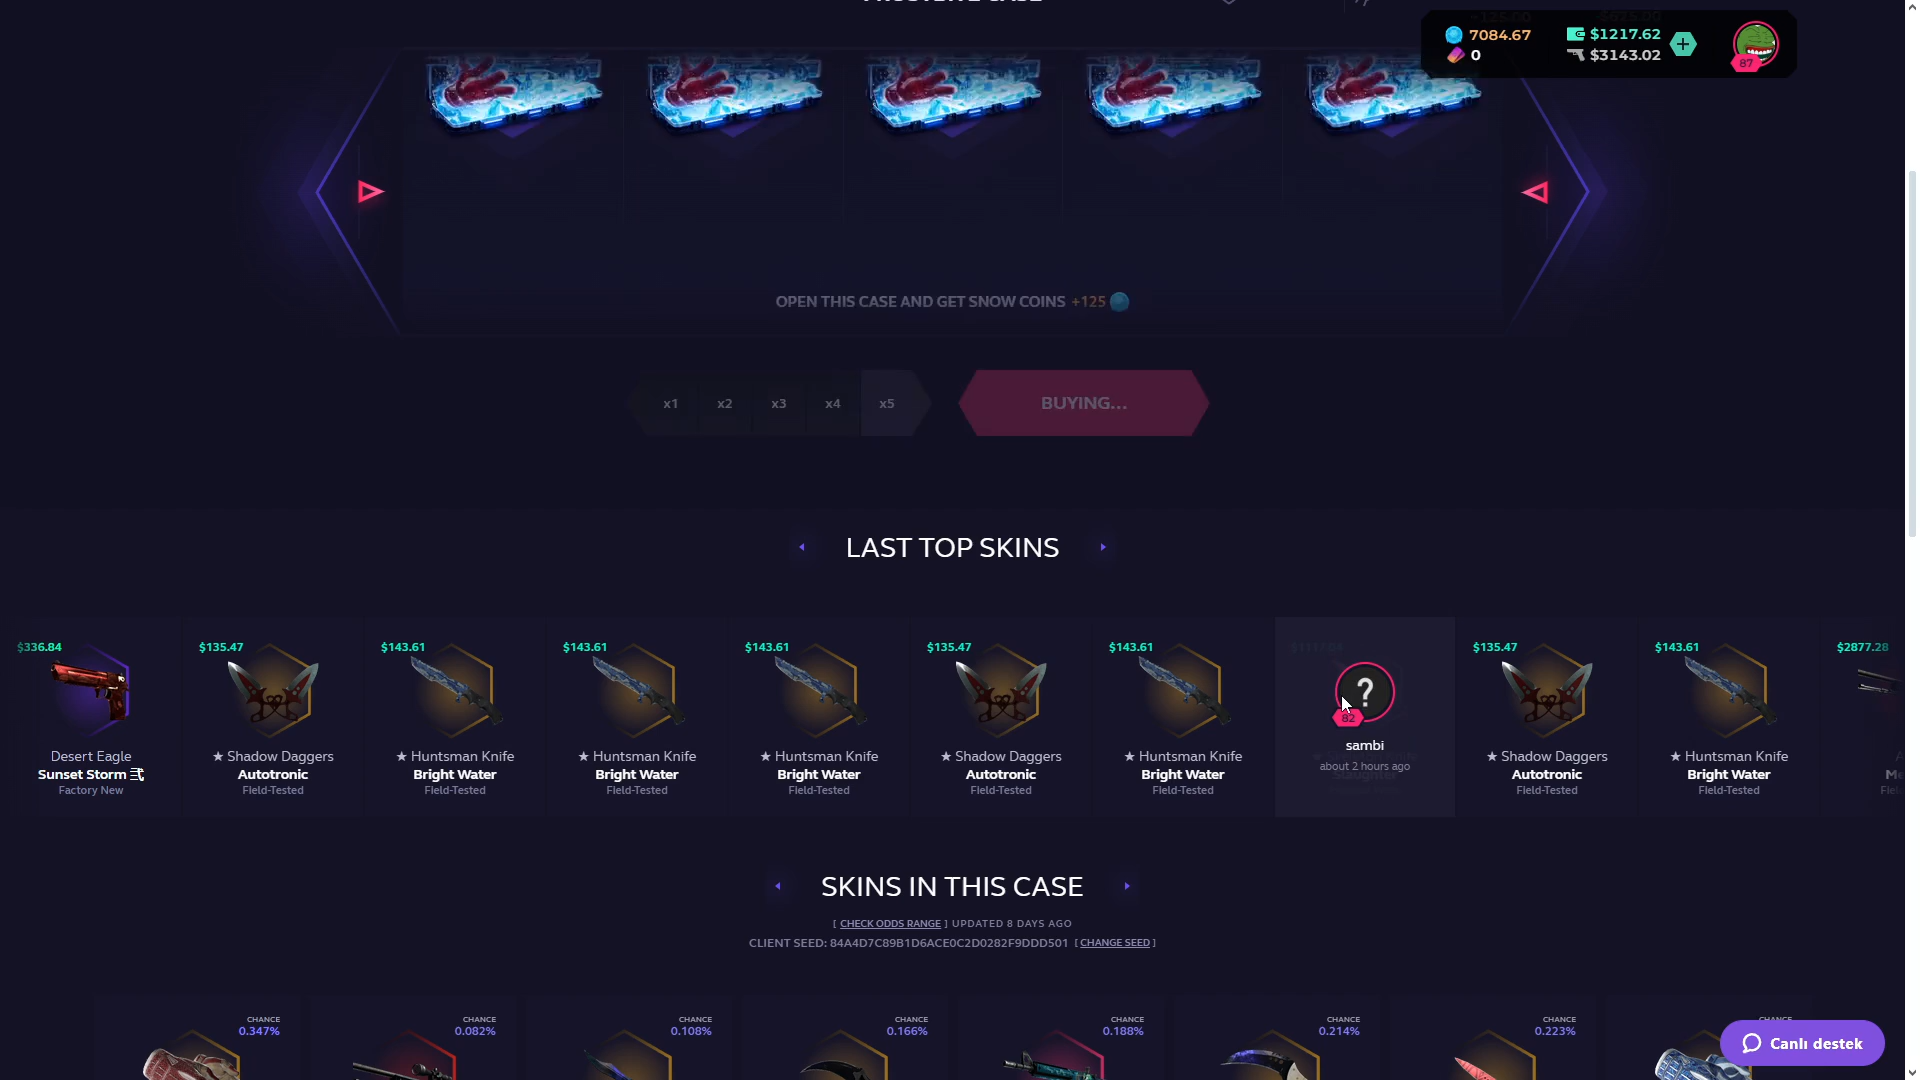 7084.67
$1217.62
0
$3143.02
87
OPEN THIS CASE AND GET SNOW COINS +125
x1 x2 x3 x4 x5
BUYING...
LAST TOP SKINS
$336.84
Desert Eagle
Sunset Storm
Factory New
$135.47
★ Shadow Daggers
Autotronic
Field-Tested
$143.61
★ Huntsman Knife
Bright Water
Field-Tested
$143.61
★ Huntsman Knife
Bright Water
Field-Tested
$143.61
★ Huntsman Knife
Bright Water
Field-Tested
$135.47
★ Shadow Daggers
Autotronic
Field-Tested
$143.61
★ Huntsman Knife
Bright Water
Field-Tested
?
82
sambi
about 2 hours ago
$135.47
★ Shadow Daggers
Autotronic
Field-Tested
$143.61
★ Huntsman Knife
Bright Water
Field-Tested
$2877.28
SKINS IN THIS CASE
[ CHECK ODDS RANGE ] UPDATED 8 DAYS AGO
CLIENT SEED: 84A4D7C89B1D6ACE0C2D0282F9DDD501 [ CHANGE SEED ]
CHANCE
0.347%
CHANCE
0.082%
CHANCE
0.108%
CHANCE
0.166%
CHANCE
0.188%
CHANCE
0.214%
CHANCE
0.223%
CHANCE
Canlı destek